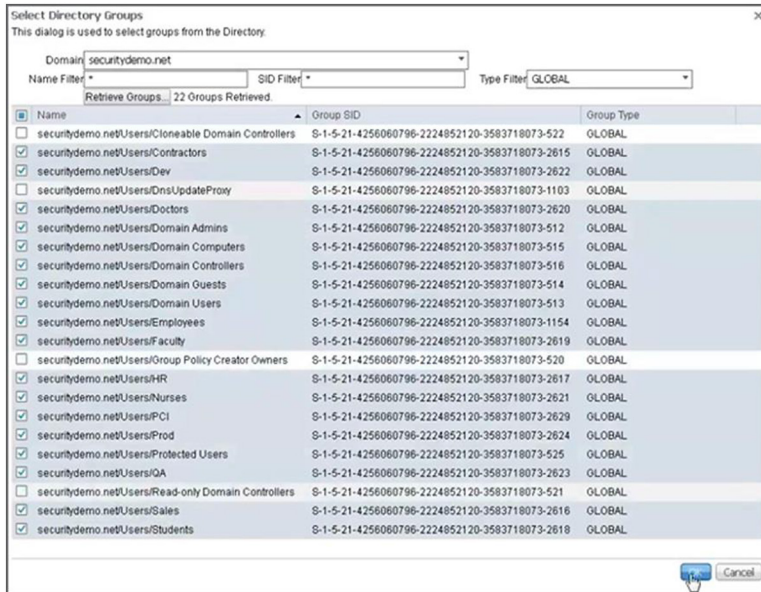 Select Directory Groups
This dialog is used to select groups from the Directory.
Domain securitydemo.net
Name Filter * SID Filter * Type Filter GLOBAL
Retrieve Groups... 22 Groups Retrieved.
Name Group SID Group Type
securitydemo.net/Users/Cloneable Domain Controllers S-1-5-21-4256060796-2224852120-3583718073-522 GLOBAL
securitydemo.net/Users/Contractors S-1-5-21-4256060796-2224852120-3583718073-2615 GLOBAL
securitydemo.net/Users/Dev S-1-5-21-4256060796-2224852120-3583718073-2622 GLOBAL
securitydemo.net/Users/DnsUpdateProxy S-1-5-21-4256060796-2224852120-3583718073-1103 GLOBAL
securitydemo.net/Users/Doctors S-1-5-21-4256060796-2224852120-3583718073-2620 GLOBAL
securitydemo.net/Users/Domain Admins S-1-5-21-4256060796-2224852120-3583718073-512 GLOBAL
securitydemo.net/Users/Domain Computers S-1-5-21-4256060796-2224852120-3583718073-515 GLOBAL
securitydemo.net/Users/Domain Controllers S-1-5-21-4256060796-2224852120-3583718073-516 GLOBAL
securitydemo.net/Users/Domain Guests S-1-5-21-4256060796-2224852120-3583718073-514 GLOBAL
securitydemo.net/Users/Domain Users S-1-5-21-4256060796-2224852120-3583718073-513 GLOBAL
securitydemo.net/Users/Employees S-1-5-21-4256060796-2224852120-3583718073-1154 GLOBAL
securitydemo.net/Users/Faculty S-1-5-21-4256060796-2224852120-3583718073-2619 GLOBAL
securitydemo.net/Users/Group Policy Creator Owners S-1-5-21-4256060796-2224852120-3583718073-520 GLOBAL
securitydemo.net/Users/HR S-1-5-21-4256060796-2224852120-3583718073-2617 GLOBAL
securitydemo.net/Users/Nurses S-1-5-21-4256060796-2224852120-3583718073-2621 GLOBAL
securitydemo.net/Users/PCI S-1-5-21-4256060796-2224852120-3583718073-2629 GLOBAL
securitydemo.net/Users/Prod S-1-5-21-4256060796-2224852120-3583718073-2624 GLOBAL
securitydemo.net/Users/Protected Users S-1-5-21-4256060796-2224852120-3583718073-525 GLOBAL
securitydemo.net/Users/QA S-1-5-21-4256060796-2224852120-3583718073-2623 GLOBAL
securitydemo.net/Users/Read-only Domain Controllers S-1-5-21-4256060796-2224852120-3583718073-521 GLOBAL
securitydemo.net/Users/Sales S-1-5-21-4256060796-2224852120-3583718073-2616 GLOBAL
securitydemo.net/Users/Students S-1-5-21-4256060796-2224852120-3583718073-2618 GLOBAL
Cancel